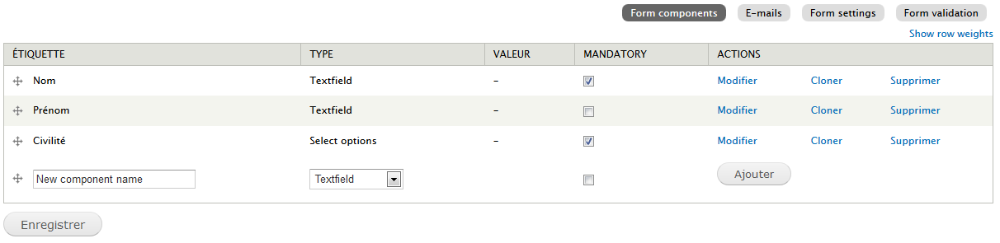 Form components E-mails Form settings Form validation
Show row weights
ÉTIQUETTE TYPE VALEUR MANDATORY ACTIONS
Nom Textfield – Modifier Cloner Supprimer
Prénom Textfield – Modifier Cloner Supprimer
Civilité Select options – Modifier Cloner Supprimer
New component name Textfield Ajouter
Enregistrer